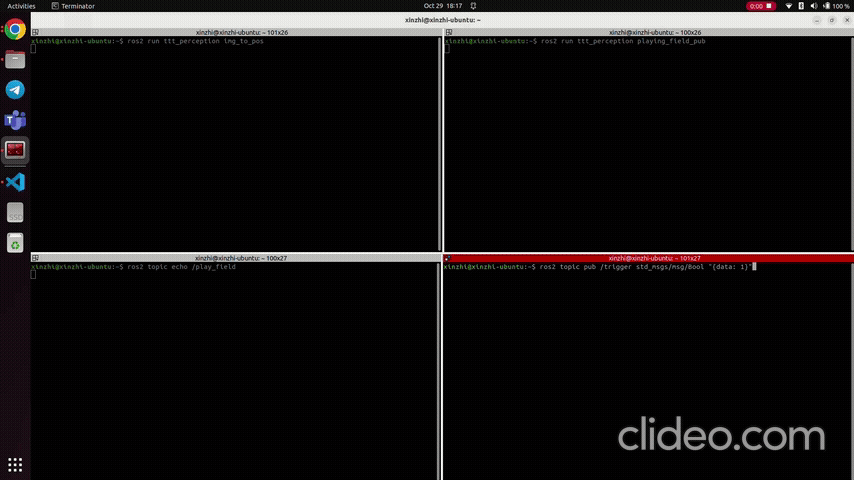 Activities
Terminator
Oct 29 18:17
0:00
100 %
xinzhi@xinzhi-ubuntu: ~
xinzhi@xinzhi-ubuntu: ~ 101x26
xinzhi@xinzhi-ubuntu:~$ ros2 run ttt_perception img_to_pos
xinzhi@xinzhi-ubuntu: ~ 100x26
xinzhi@xinzhi-ubuntu:~$ ros2 run ttt_perception playing_field_pub
xinzhi@xinzhi-ubuntu: ~ 100x27
xinzhi@xinzhi-ubuntu:~$ ros2 topic echo /play_field
xinzhi@xinzhi-ubuntu: ~ 101x27
xinzhi@xinzhi-ubuntu:~$ ros2 topic pub /trigger std_msgs/msg/Bool "{data: 1}"
SSD
clideo.com